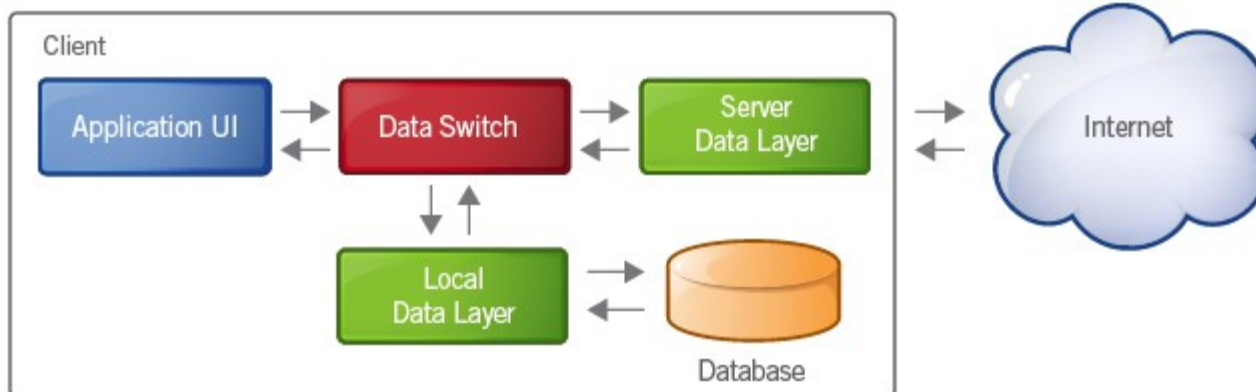 Client
Application UI
Data Switch
Server
Data Layer
Internet
Local
Data Layer
Database